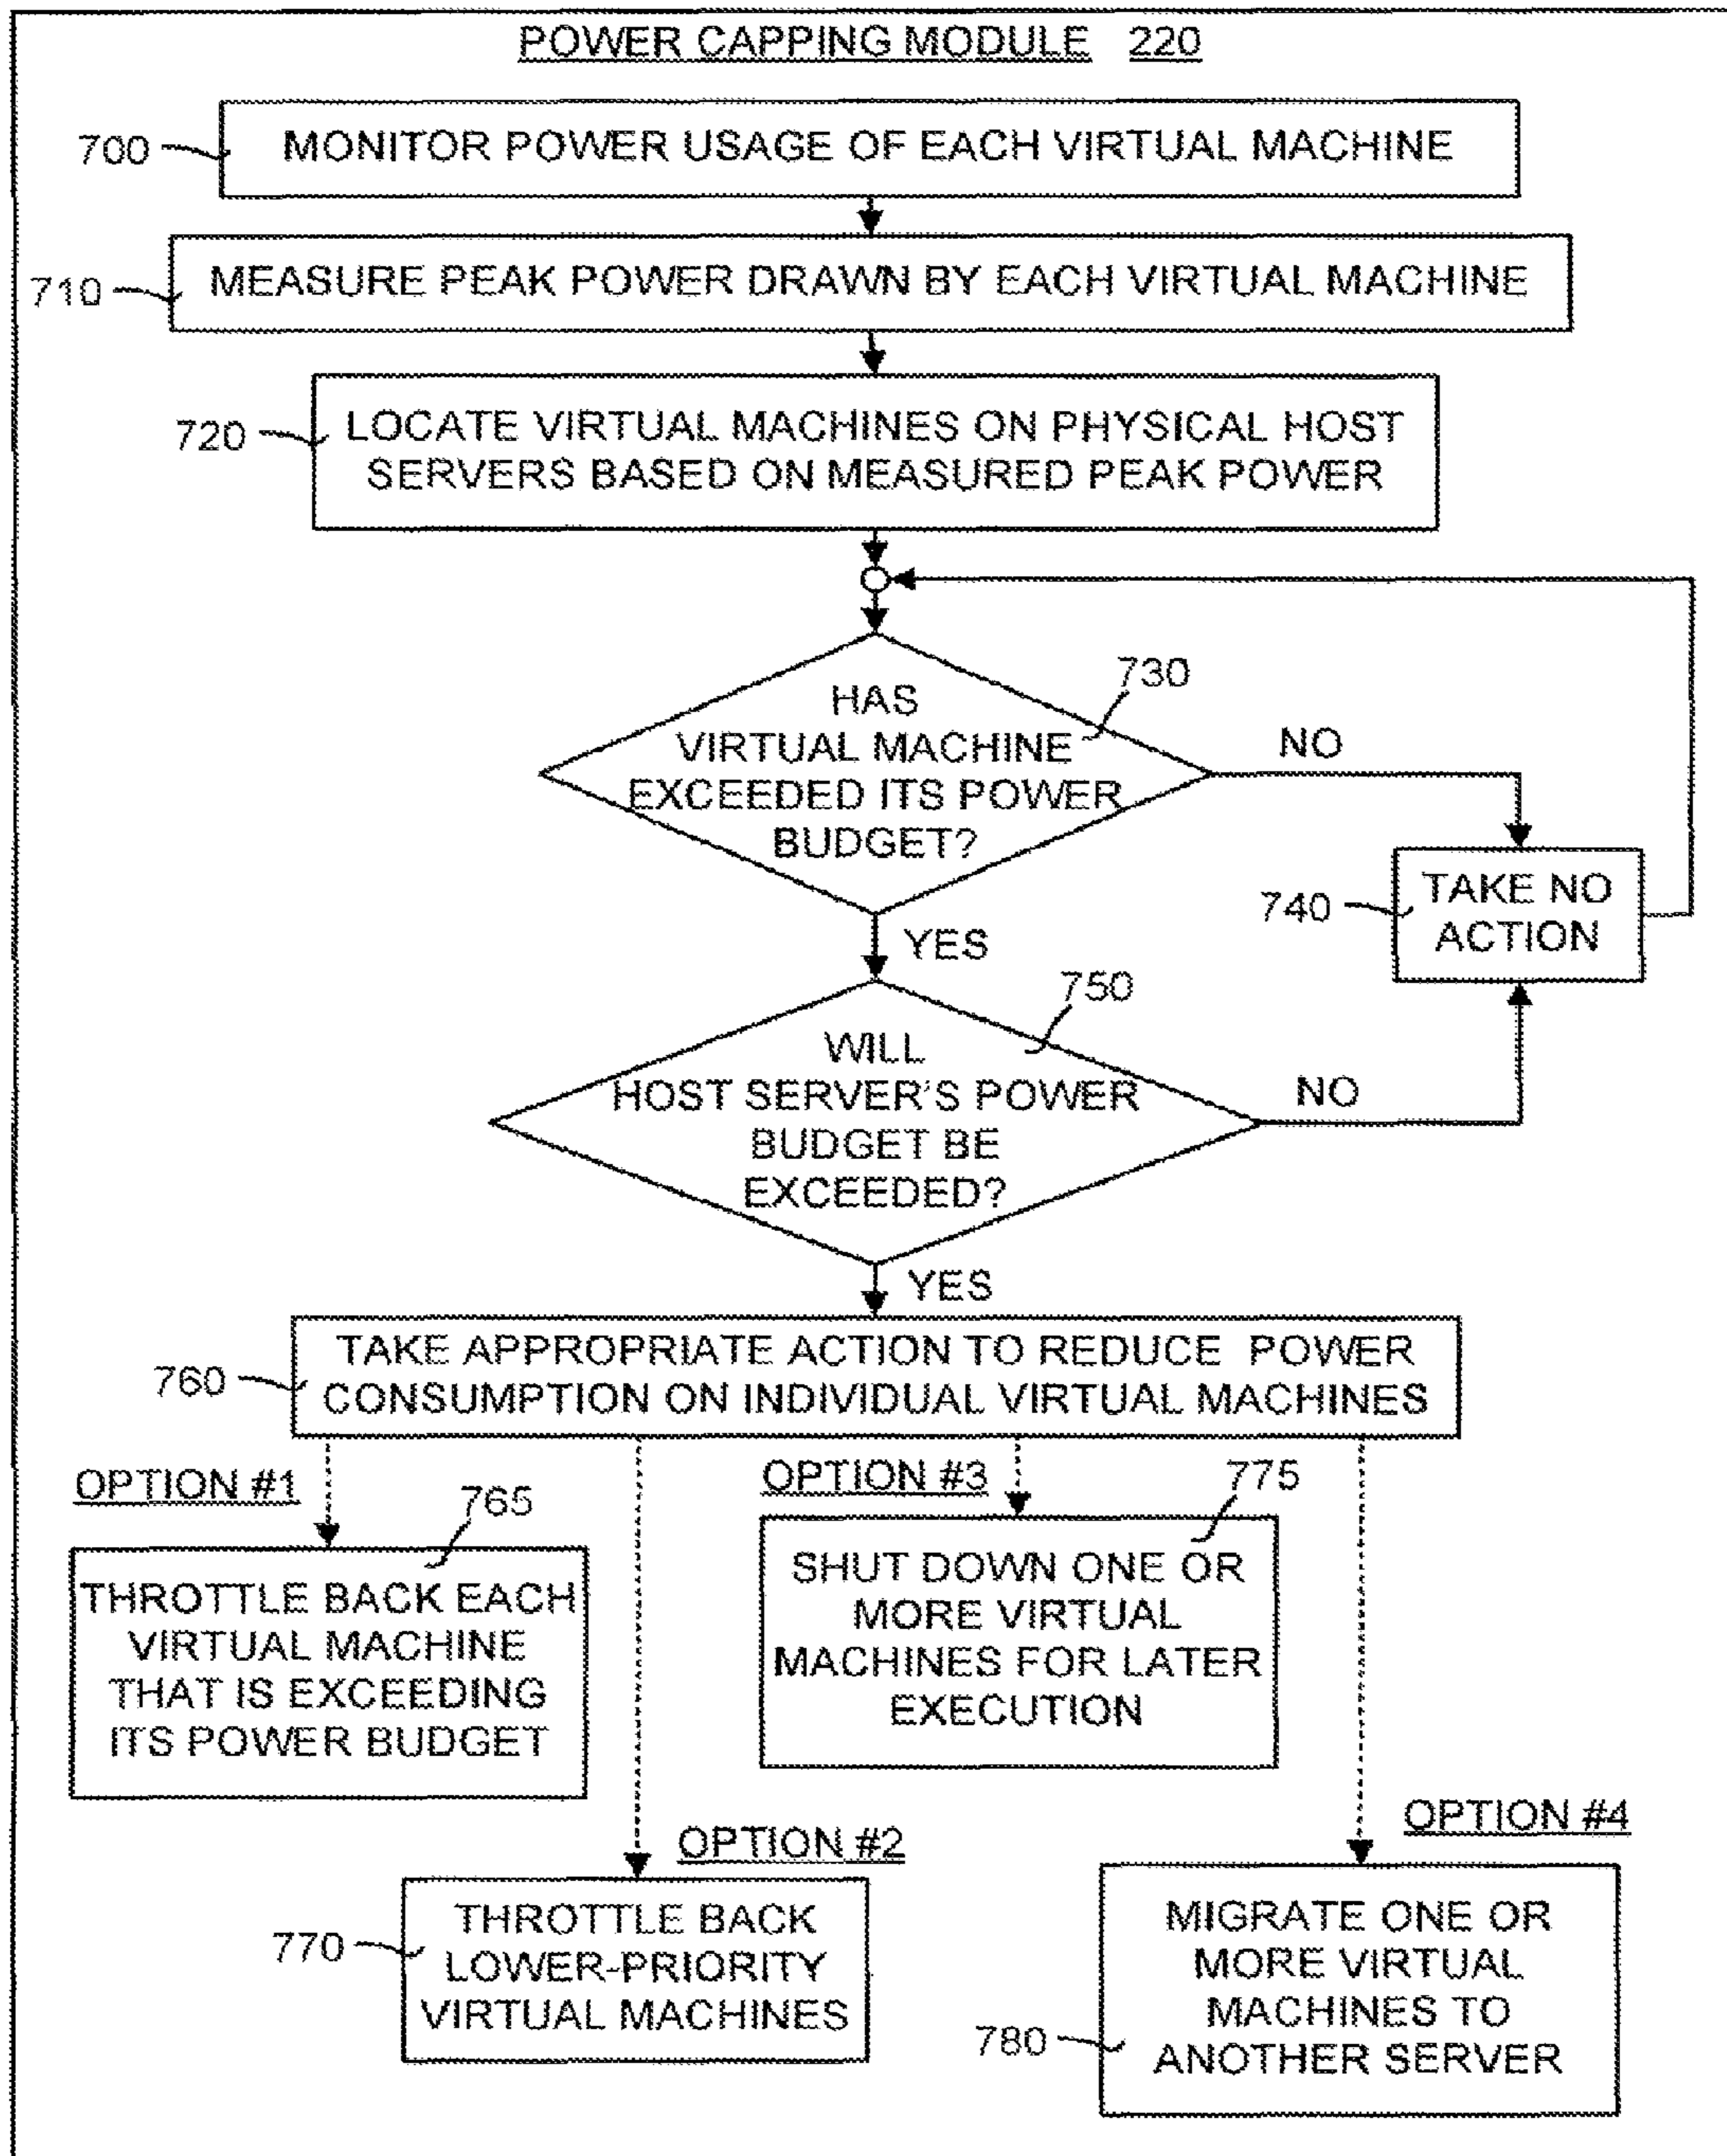 POWER CAPPING MODULE 220
700
MONITOR POWER USAGE OF EACH VIRTUAL MACHINE
710
MEASURE PEAK POWER DRAWN BY EACH VIRTUAL MACHINE
720
LOCATE VIRTUAL MACHINES ON PHYSICAL HOST
SERVERS BASED ON MEASURED PEAK POWER
730
HAS
VIRTUAL MACHINE
EXCEEDED ITS POWER
BUDGET?
NO
740
TAKE NO
ACTION
YES
750
WILL
HOST SERVER'S POWER
BUDGET BE
EXCEEDED?
NO
YES
760
TAKE APPROPRIATE ACTION TO REDUCE POWER
CONSUMPTION ON INDIVIDUAL VIRTUAL MACHINES
OPTION #1
765
THROTTLE BACK EACH
VIRTUAL MACHINE
THAT IS EXCEEDING
ITS POWER BUDGET
OPTION #2
770
THROTTLE BACK
LOWER-PRIORITY
VIRTUAL MACHINES
OPTION #3
775
SHUT DOWN ONE OR
MORE VIRTUAL
MACHINES FOR LATER
EXECUTION
OPTION #4
780
MIGRATE ONE OR
MORE VIRTUAL
MACHINES TO
ANOTHER SERVER